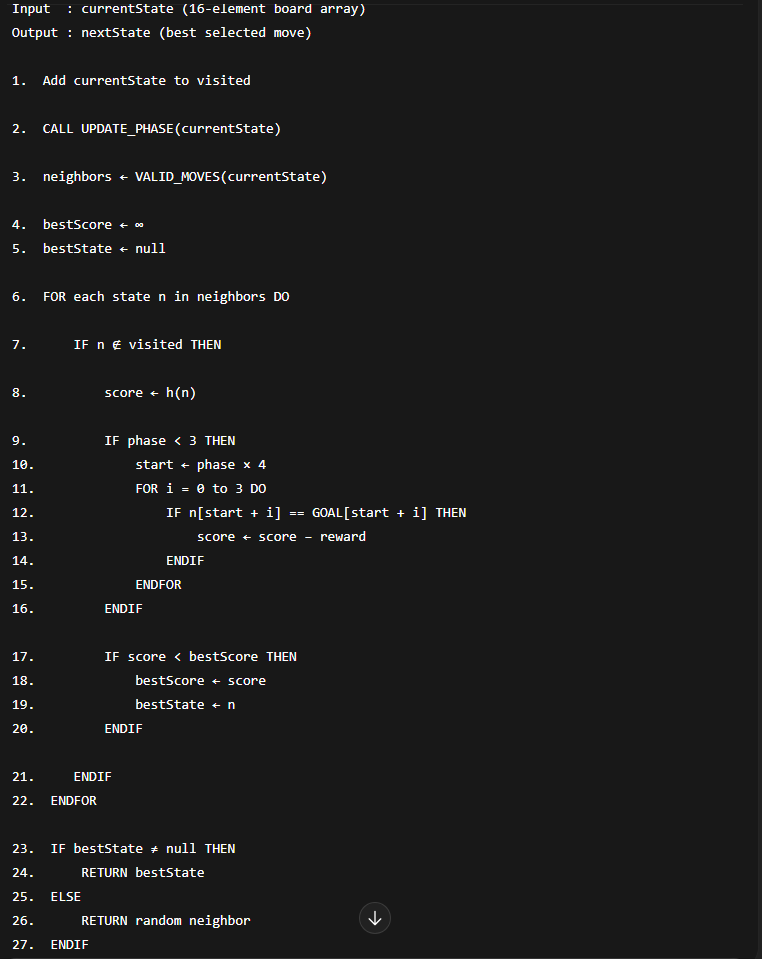 Input  : currentState (16-element board array)
Output : nextState (best selected move)
1.  Add currentState to visited
2.  CALL UPDATE_PHASE(currentState)
3.  neighbors ← VALID_MOVES(currentState)
4.  bestScore ← ∞
5.  bestState ← null
6.  FOR each state n in neighbors DO
7.      IF n ∉ visited THEN
8.          score ← h(n)
9.          IF phase < 3 THEN
10.             start ← phase × 4
11.             FOR i = 0 to 3 DO
12.                 IF n[start + i] == GOAL[start + i] THEN
13.                     score ← score − reward
14.                 ENDIF
15.             ENDFOR
16.         ENDIF
17.         IF score < bestScore THEN
18.             bestScore ← score
19.             bestState ← n
20.         ENDIF
21.     ENDIF
22.  ENDFOR
23.  IF bestState ≠ null THEN
24.      RETURN bestState
25.  ELSE
26.      RETURN random neighbor
27.  ENDIF